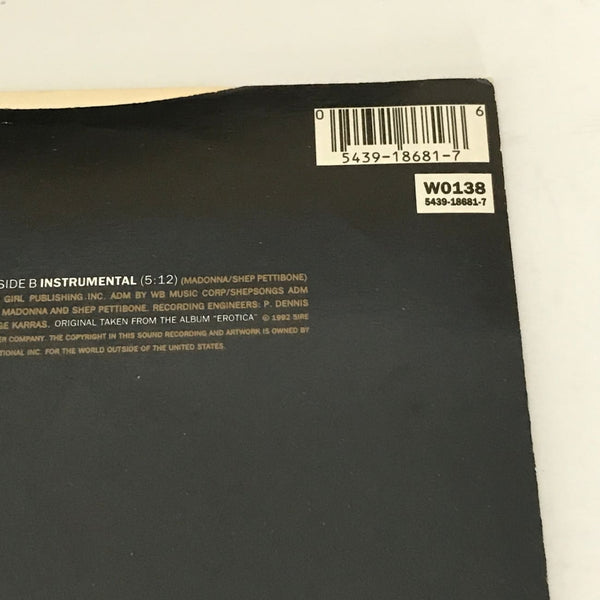 0 6
5439-18681-7
W0138
5439-18681-7
SIDE B INSTRUMENTAL (5:12) (MADONNA/SHEP PETTIBONE)
GIRL PUBLISHING. INC. ADM BY WB MUSIC CORP/SHEPSONGS ADM
MADONNA AND SHEP PETTIBONE. RECORDING ENGINEERS: P. DENNIS
GE KARRAS. ORIGINAL TAKEN FROM THE ALBUM "EROTICA" © 1992 SIRE
ER COMPANY. THE COPYRIGHT IN THIS SOUND RECORDING AND ARTWORK IS OWNED BY
TIONAL INC. FOR THE WORLD OUTSIDE OF THE UNITED STATES.